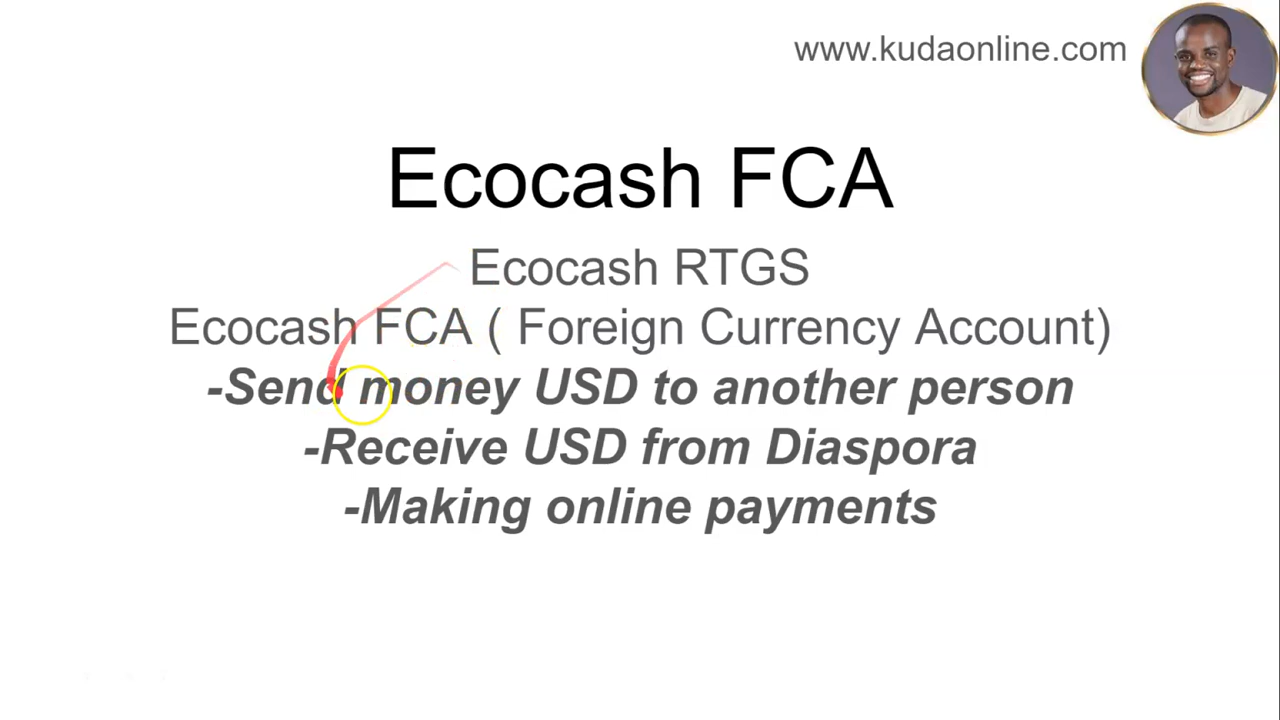 www.kudaonline.com
Ecocash FCA
Ecocash RTGS
Ecocash FCA ( Foreign Currency Account)
-Send money USD to another person
-Receive USD from Diaspora
-Making online payments